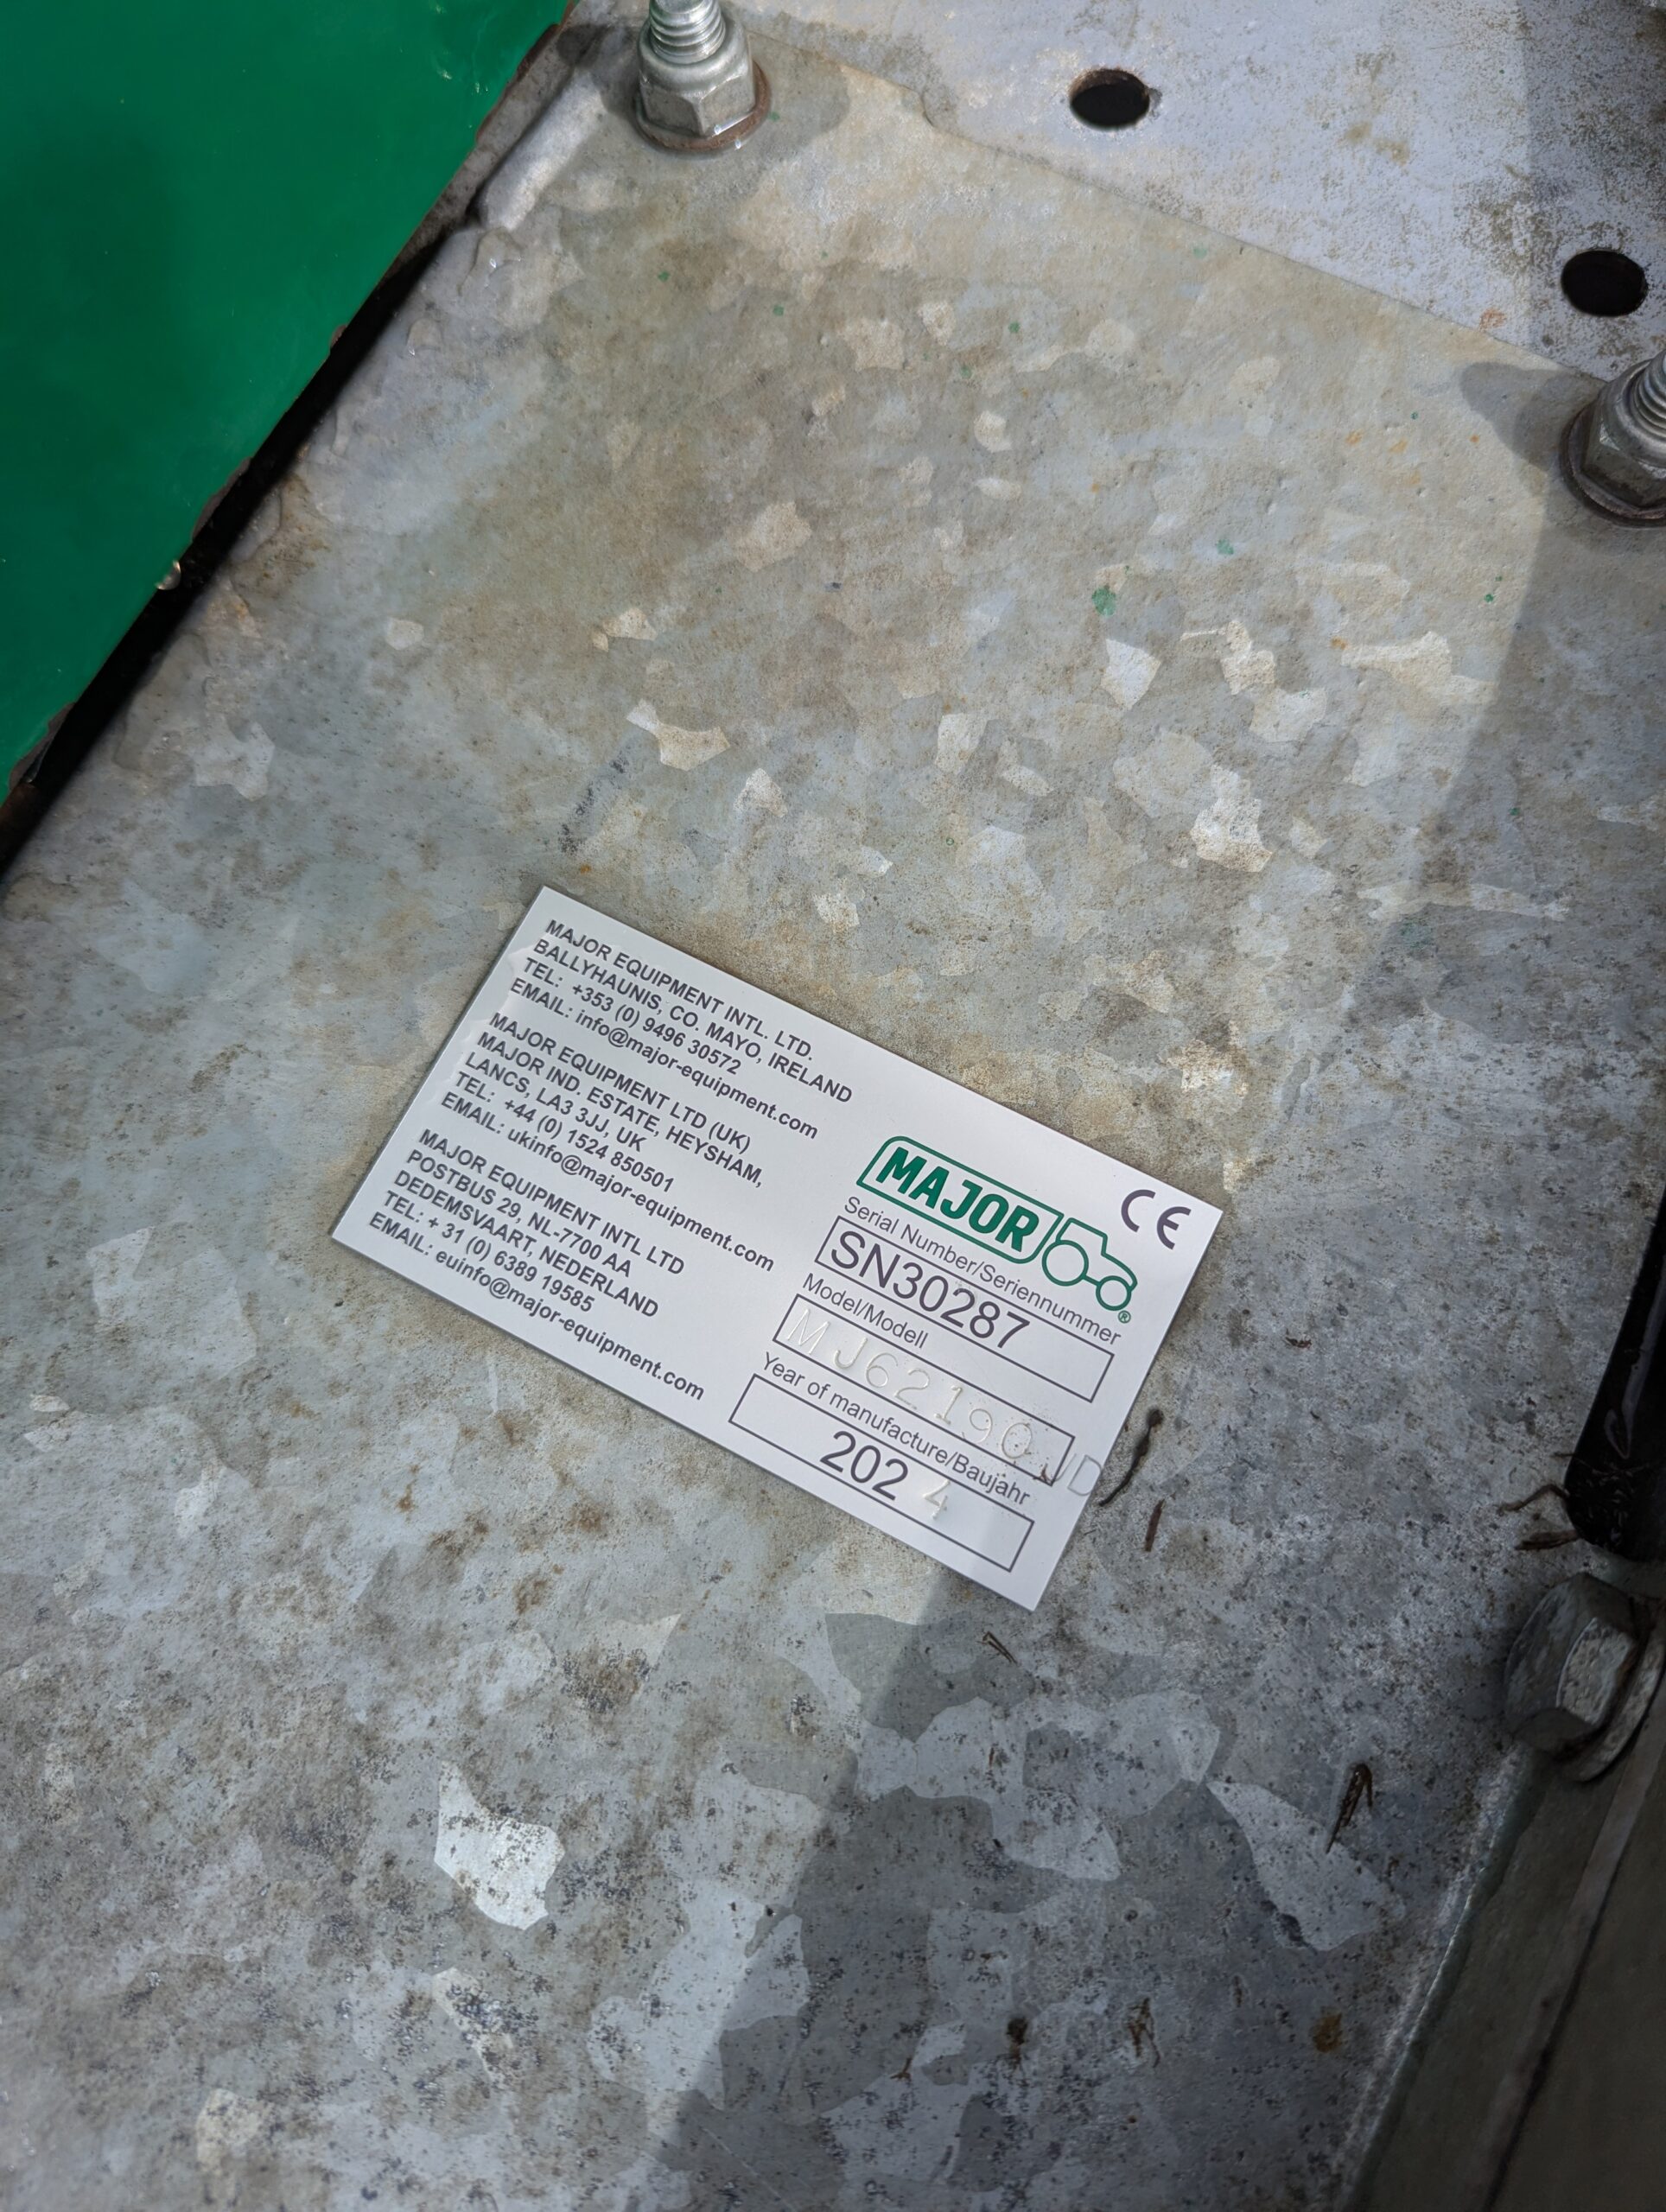 MAJOR EQUIPMENT INTL. LTD.
BALLYHAUNIS, CO. MAYO, IRELAND
TEL: +353 (0) 9496 30572
EMAIL: info@major-equipment.com
MAJOR EQUIPMENT LTD (UK)
MAJOR IND. ESTATE, HEYSHAM,
LANCS, LA3 3JJ, UK
TEL: +44 (0) 1524 850501
EMAIL: ukinfo@major-equipment.com
MAJOR EQUIPMENT INTL LTD
POSTBUS 29, NL-7700 AA
DEDEMSVAART, NEDERLAND
TEL: + 31 (0) 6389 19585
EMAIL: euinfo@major-equipment.com
CE
MAJOR®
Serial Number/Seriennummer
SN30287
Model/Modell
Year of manufacture/Baujahr
2024